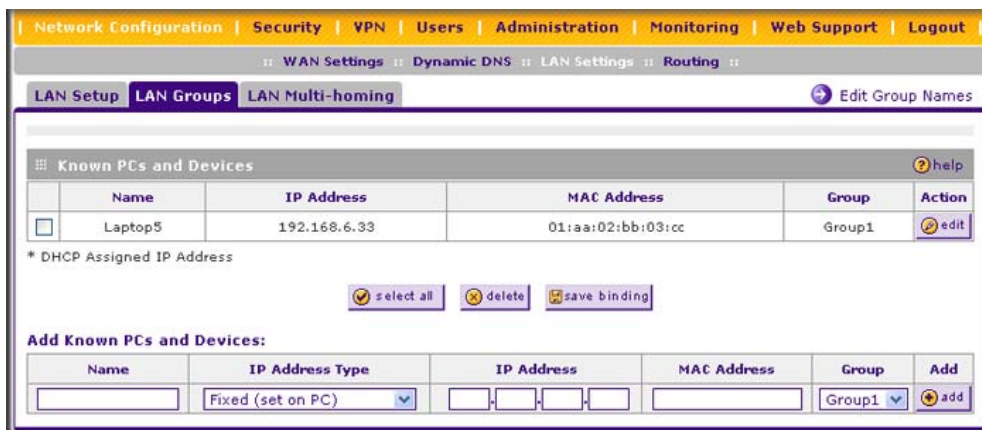 Network Configuration | Security | VPN | Users | Administration | Monitoring | Web Support | Logout
:: WAN Settings :: Dynamic DNS :: LAN Settings :: Routing ::
LAN Setup LAN Groups LAN Multi-homing Edit Group Names
Known PCs and Devices help
Name IP Address MAC Address Group Action
Laptop5 192.168.6.33 01:aa:02:bb:03:cc Group1 edit
* DHCP Assigned IP Address
select all delete save binding
Add Known PCs and Devices:
Name IP Address Type IP Address MAC Address Group Add
Fixed (set on PC) . . . Group1 add